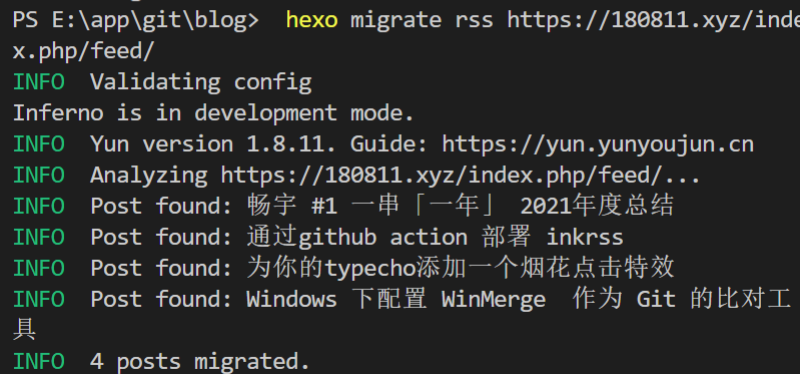 PS E:\app\git\blog>  hexo migrate rss https://180811.xyz/inde
x.php/feed/
INFO  Validating config
Inferno is in development mode.
INFO  Yun version 1.8.11. Guide: https://yun.yunyoujun.cn
INFO  Analyzing https://180811.xyz/index.php/feed/...
INFO  Post found: 畅宇 #1 一串「一年」 2021年度总结
INFO  Post found: 通过github action 部署 inkrss
INFO  Post found: 为你的typecho添加一个烟花点击特效
INFO  Post found: Windows 下配置 WinMerge  作为 Git 的比对工
具
INFO  4 posts migrated.